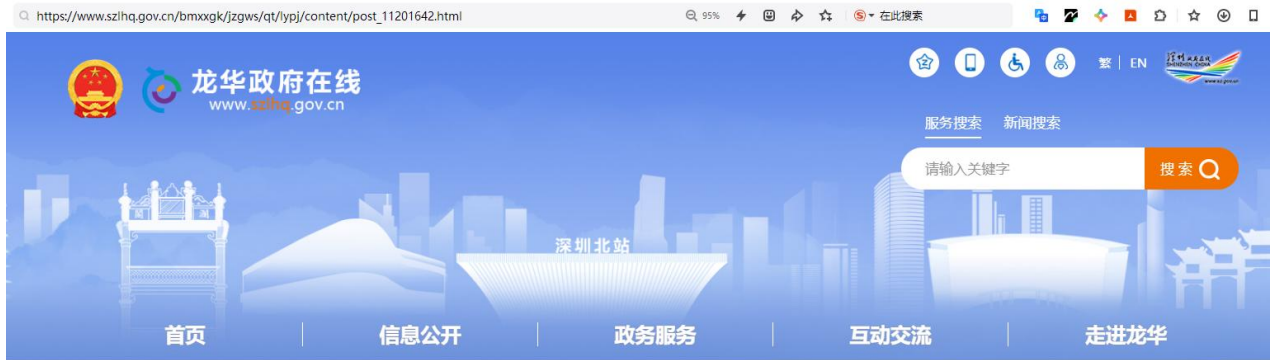 https://www.szlhq.gov.cn/bmxxgk/jzgws/qt/lypj/content/post_11201642.html
95%
在此搜索
龙华政府在线
www.szlhq.gov.cn
繁 | EN
服务搜索 新闻搜索
请输入关键字
搜索
深圳北站
首页 信息公开 政务服务 互动交流 走进龙华